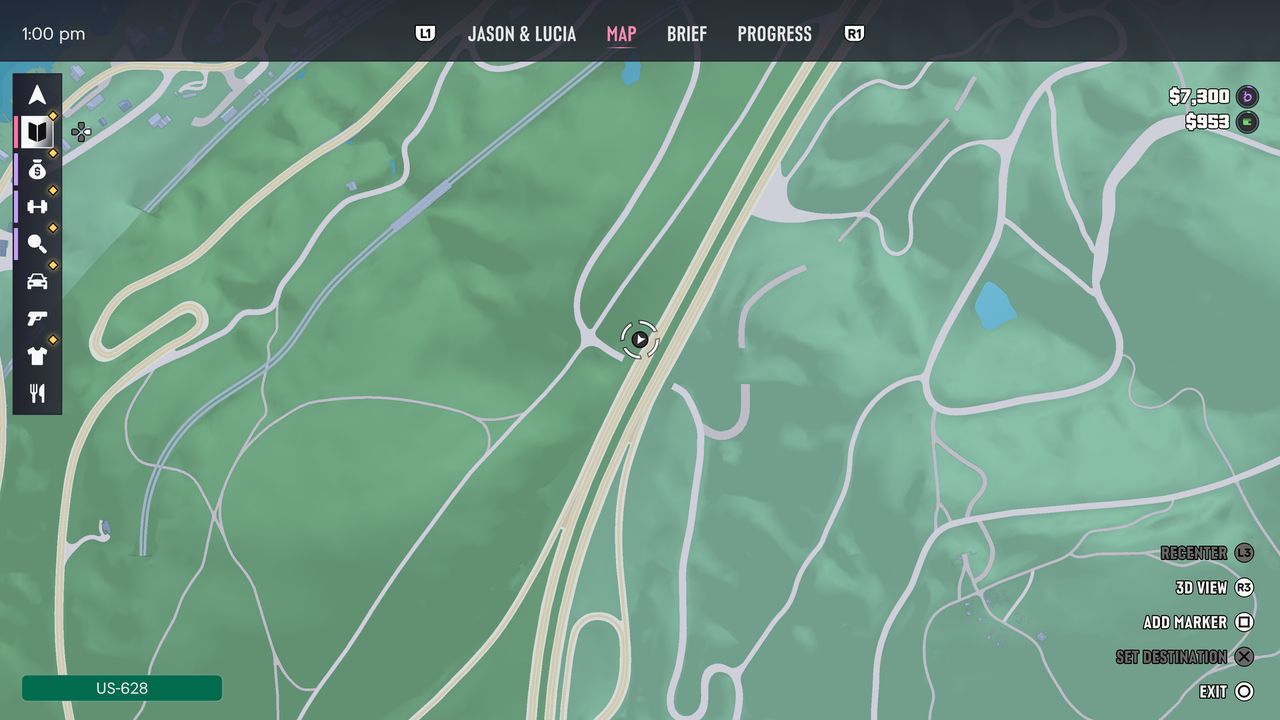 1:00 pm
L1
JASON & LUCIA
MAP
BRIEF
PROGRESS
R1
$7,300
$953
RECENTER L3
3D VIEW R3
ADD MARKER
SET DESTINATION
EXIT
US-628